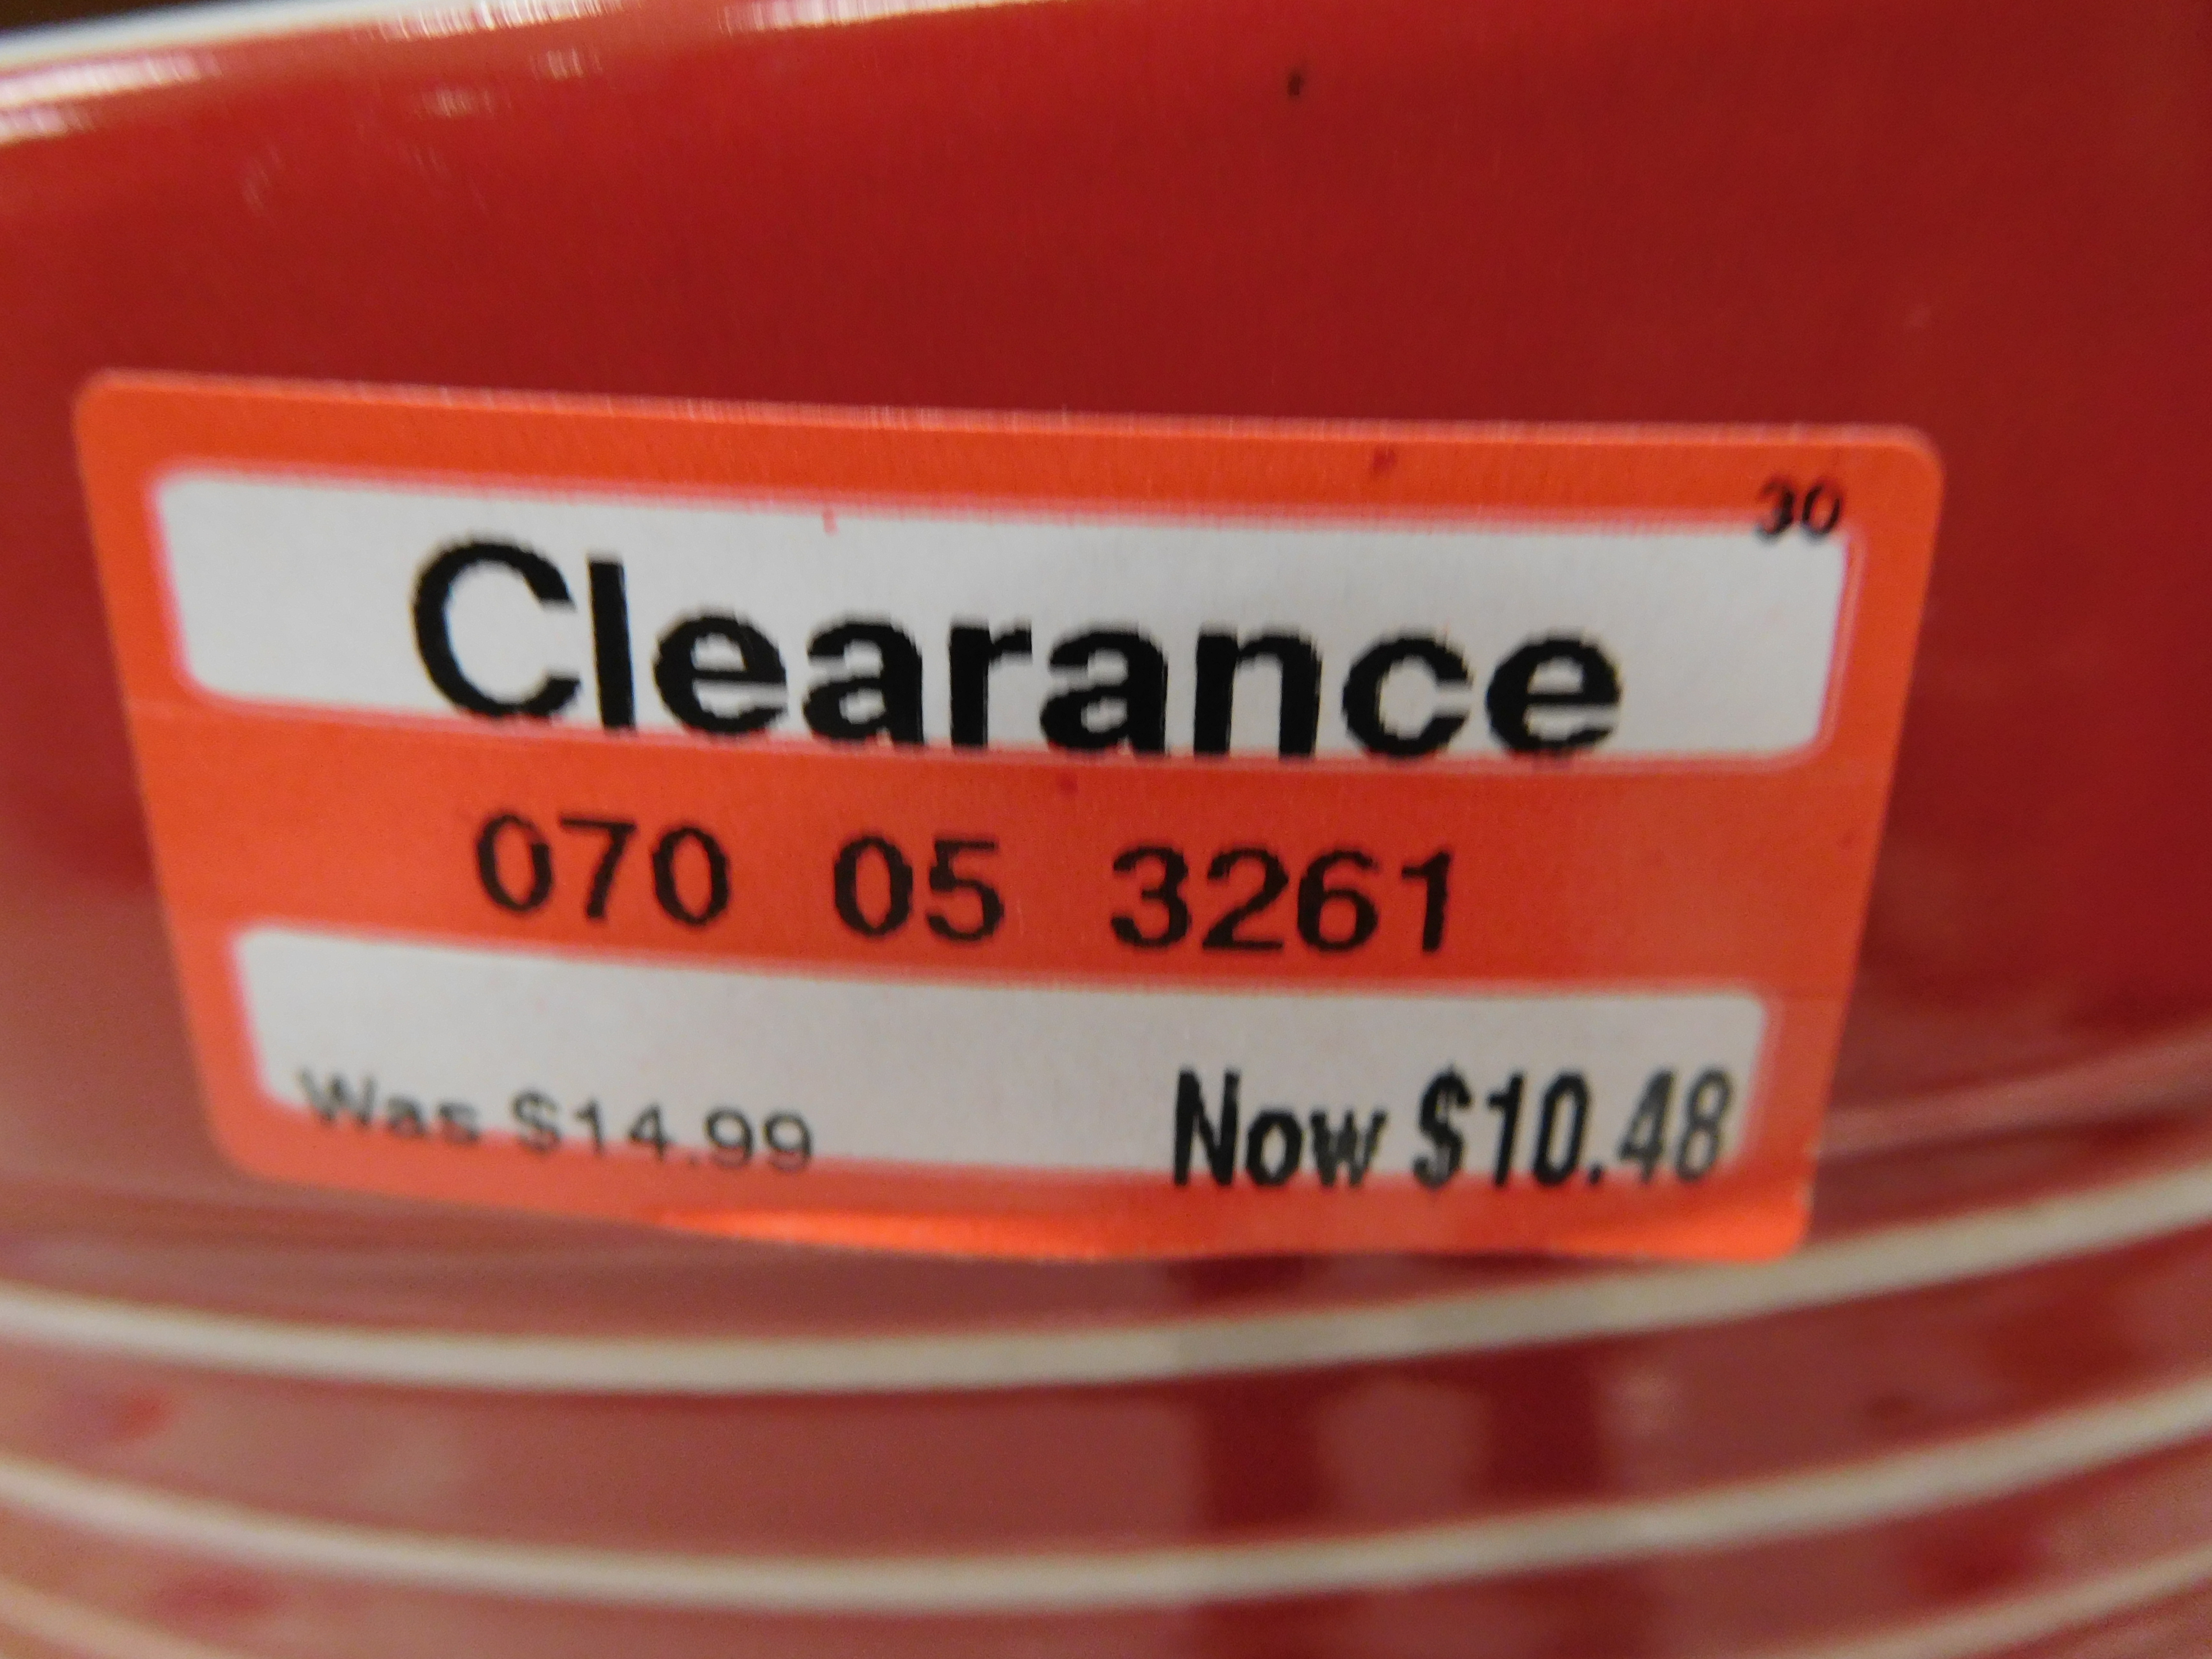 30
Clearance
070 05 3261
Was $14.99 Now $10.48